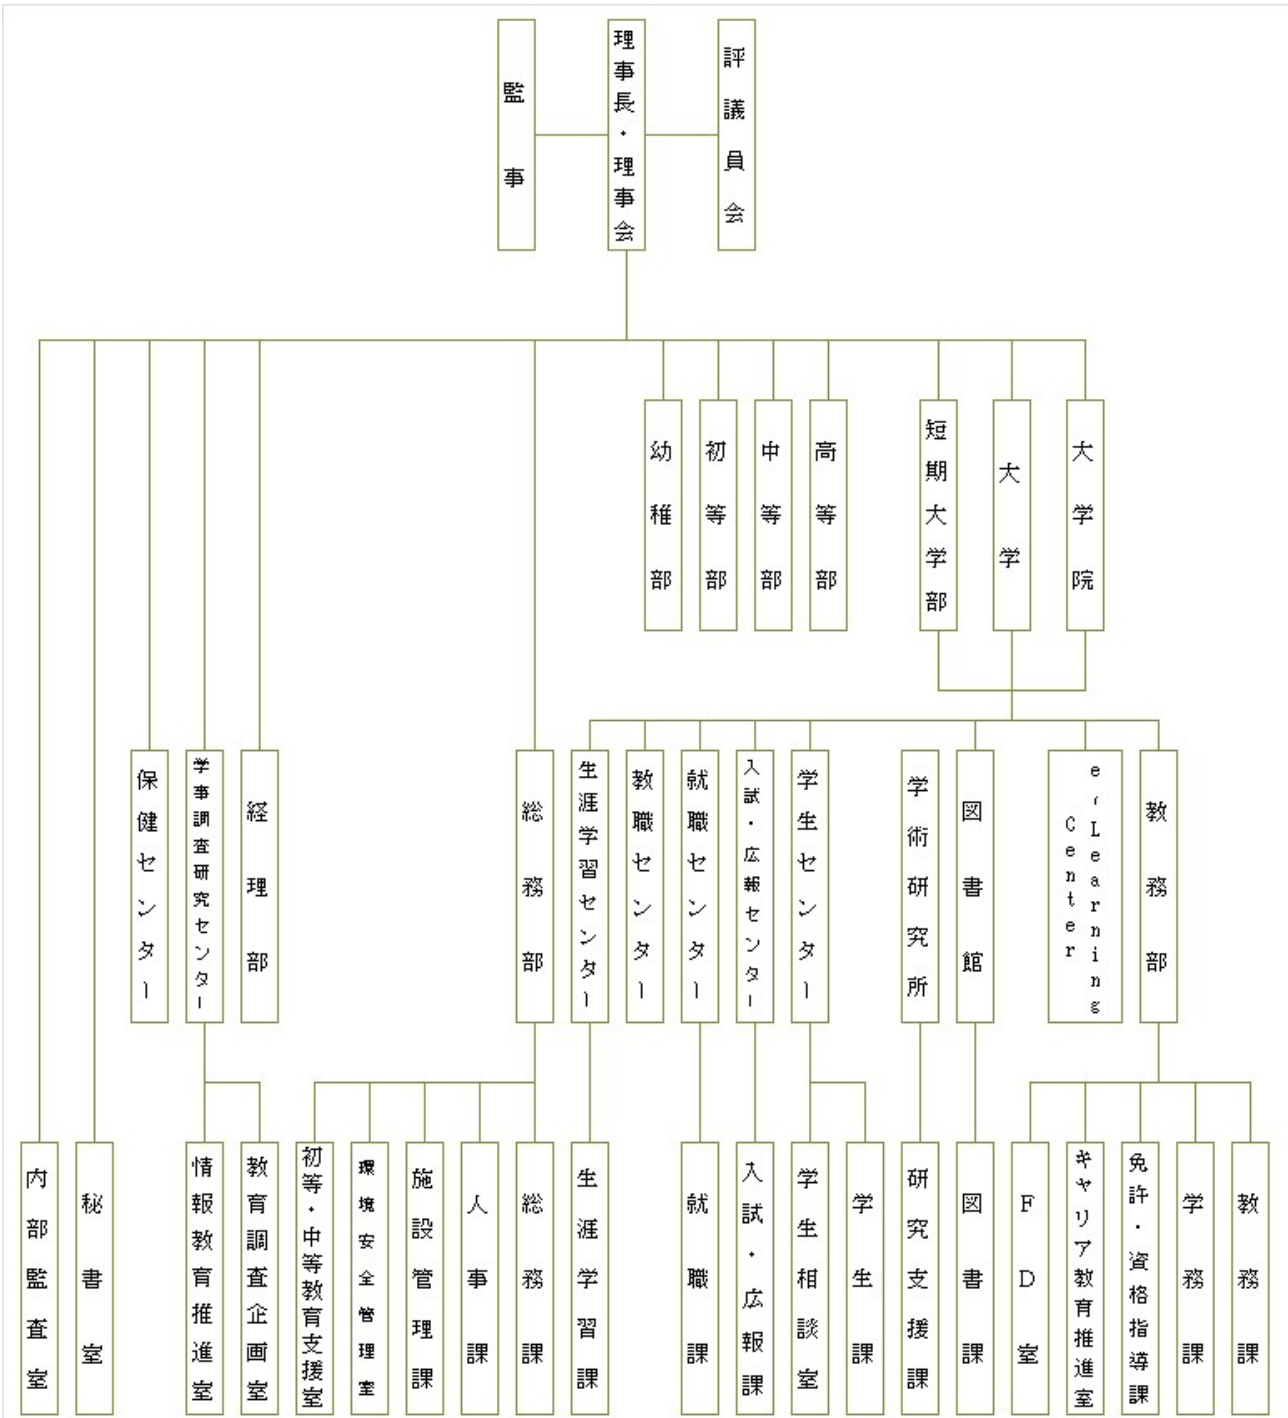 監事
理事長・理事会
評議員会
幼稚部
初等部
中等部
高等部
短期大学部
大学
大学院
保健センター
学事調査研究センター
経理部
総務部
生涯学習センター
教職センター
就職センター
入試・広報センター
学生センター
学術研究所
図書館
e-Learning
Center
教務部
内部監査室
秘書室
情報教育推進室
教育調査企画室
初等・中等教育支援室
環境安全管理室
施設管理課
人事課
総務課
生涯学習課
就職課
入試・広報課
学生相談室
学生課
研究支援課
図書課
FD室
キャリア教育推進室
免許・資格指導課
学務課
教務課